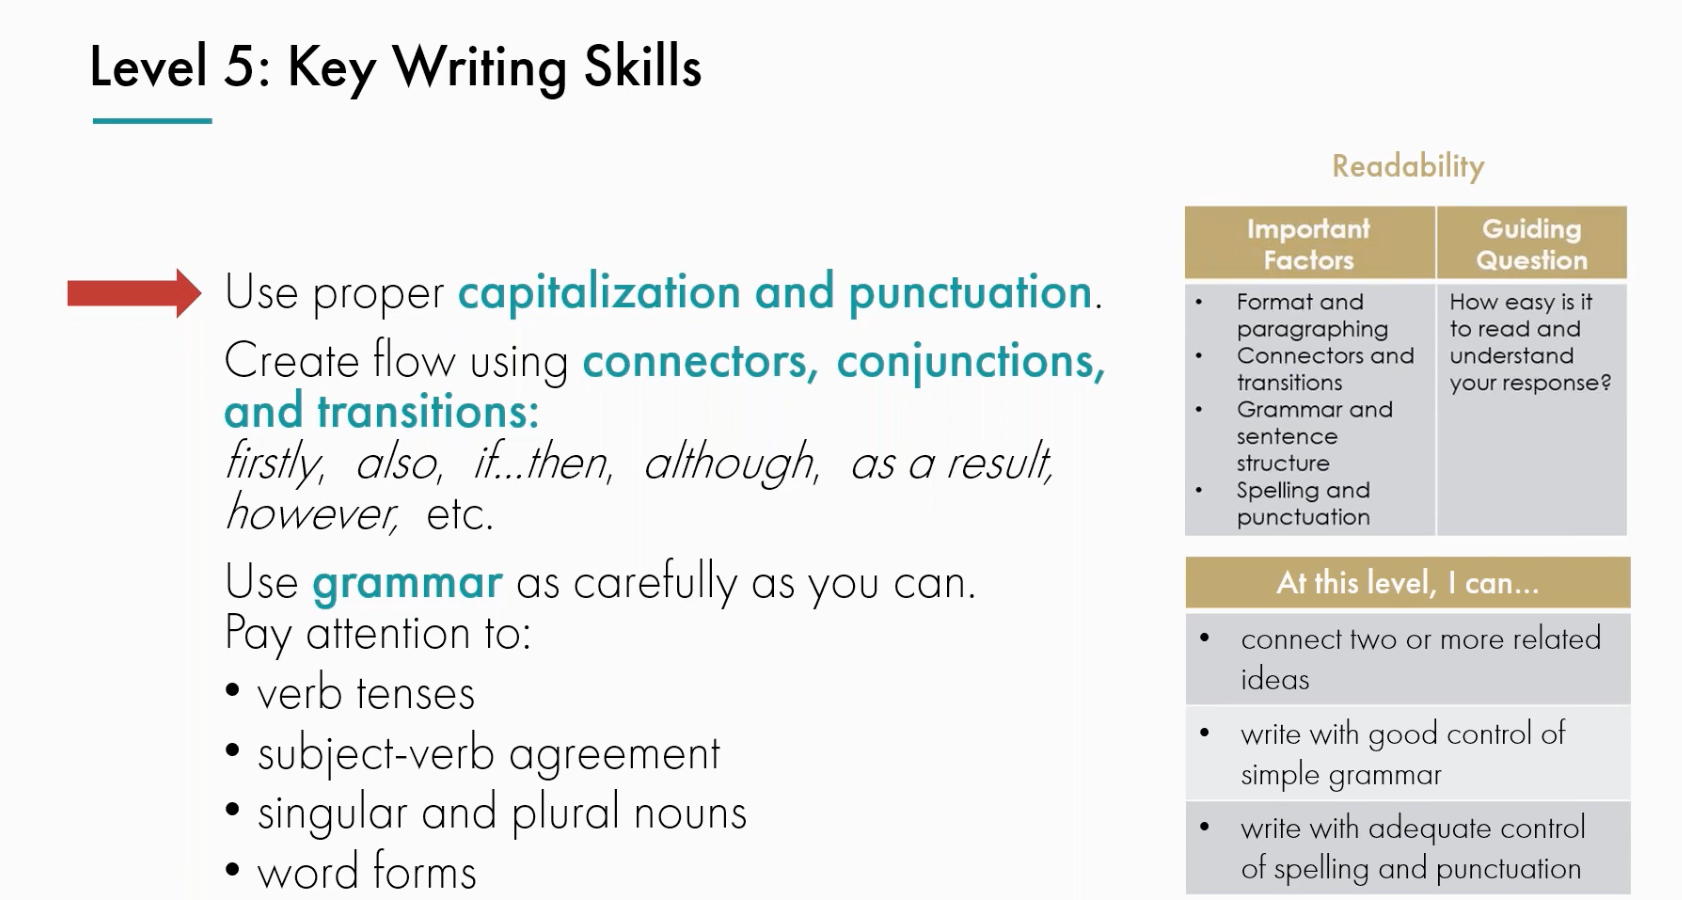 Level 5: Key Writing Skills
Use proper capitalization and punctuation.
Create flow using connectors, conjunctions,
and transitions:
firstly, also, if...then, although, as a result,
however, etc.
Use grammar as carefully as you can.
Pay attention to:
• verb tenses
• subject-verb agreement
• singular and plural nouns
• word forms
Readability
Important
Factors
Guiding
Question
• Format and
paragraphing
• Connectors and
transitions
• Grammar and
sentence
structure
• Spelling and
punctuation
How easy is it
to read and
understand
your response?
At this level, I can...
• connect two or more related
ideas
• write with good control of
simple grammar
• write with adequate control
of spelling and punctuation